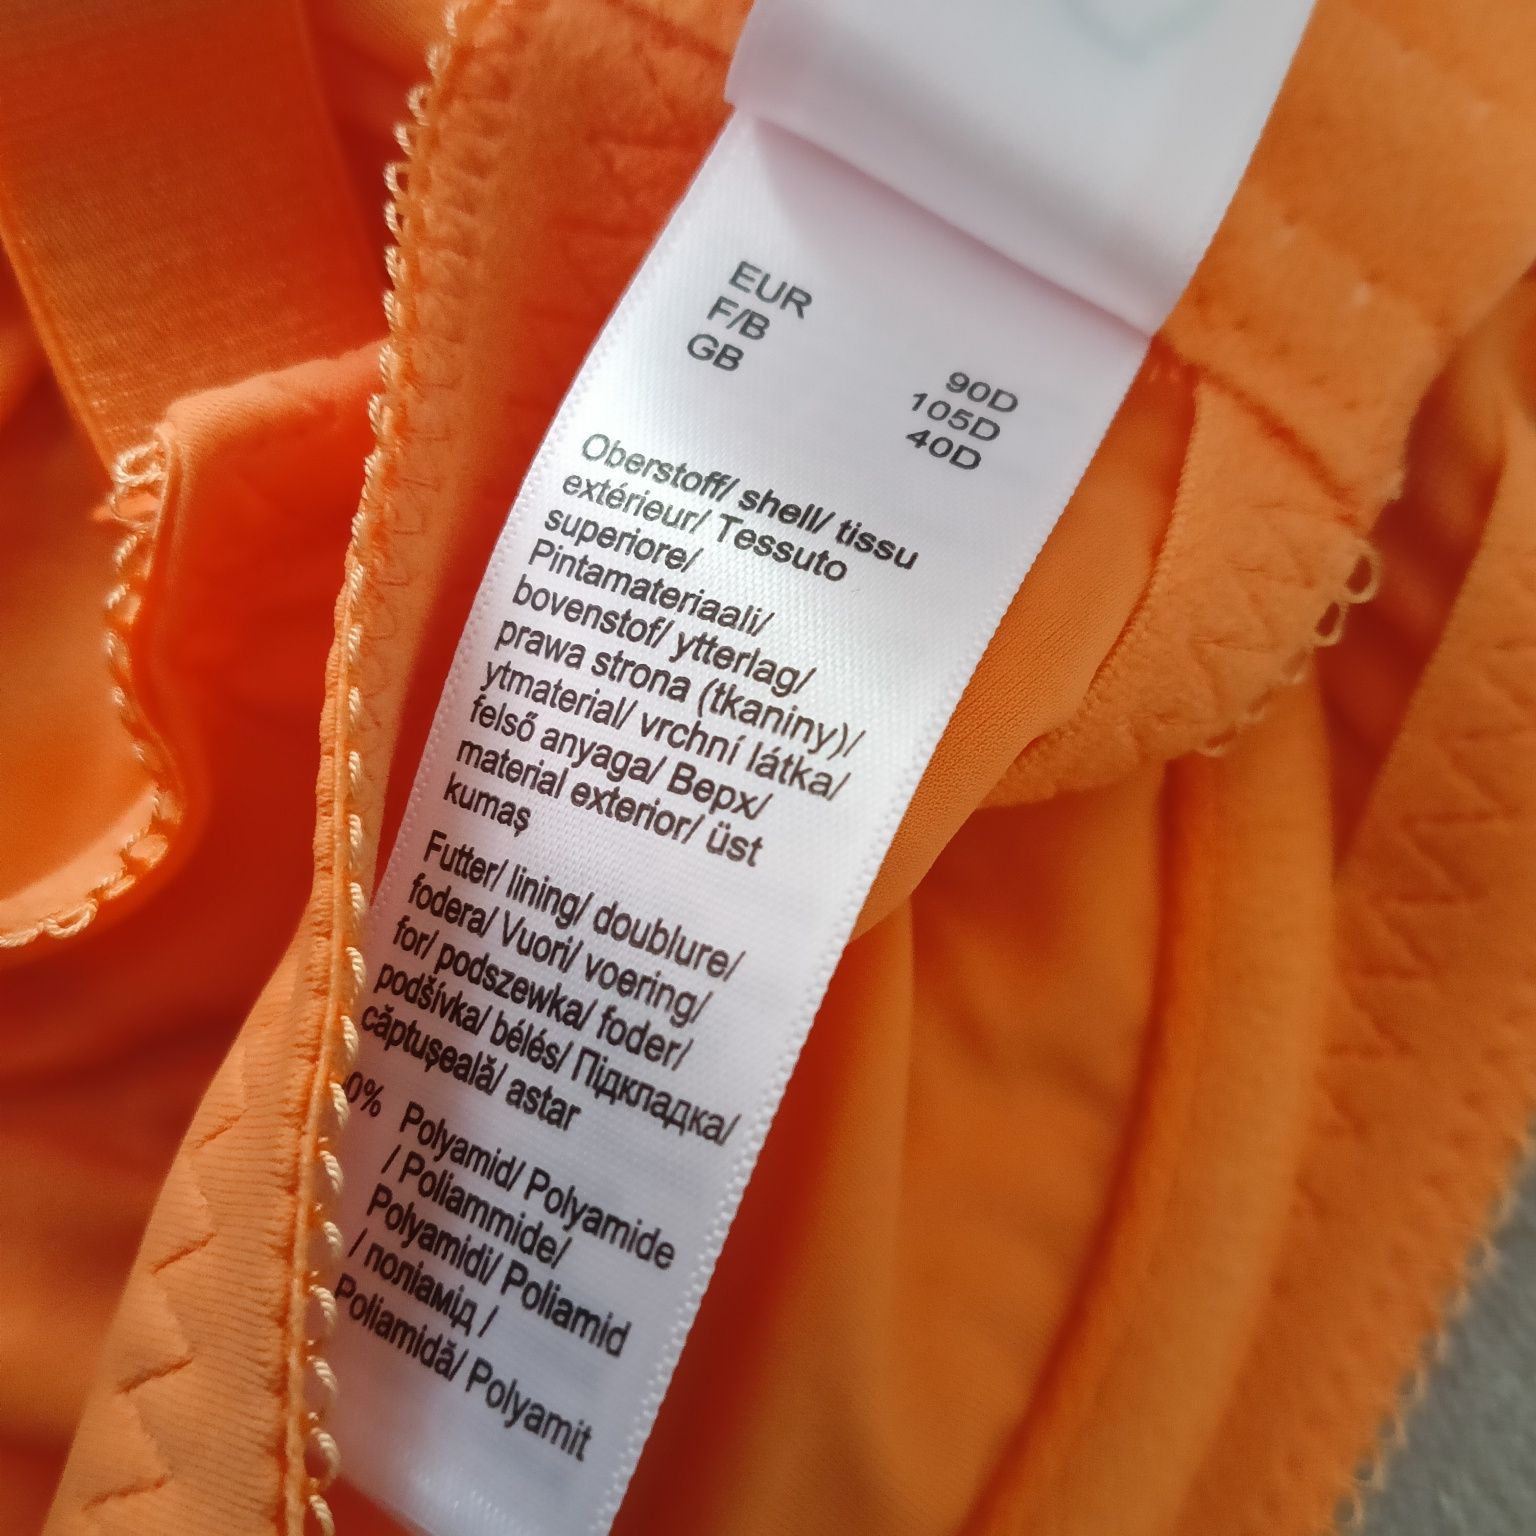 EUR 90D
F/B 105D
GB 40D
Oberstoff/ shell/ tissu
extérieur/ Tessuto
superiore/
Pintamateriaali/
bovenstof/ ytterlag/
prawa strona (tkaniny)/
ytmaterial/ vrchní látka/
felső anyaga/ Верх/
material exterior/ üst
kumaş
Futter/ lining/ doublure/
fodera/ Vuori/ voering/
for/ podszewka/ foder/
podšívka/ bélés/ Підкладка/
căptuşeală/ astar
0% Polyamid/ Polyamide
/ Poliammide/
Polyamidi/ Poliamid
/ поліамід /
Poliamidă/ Polyamit